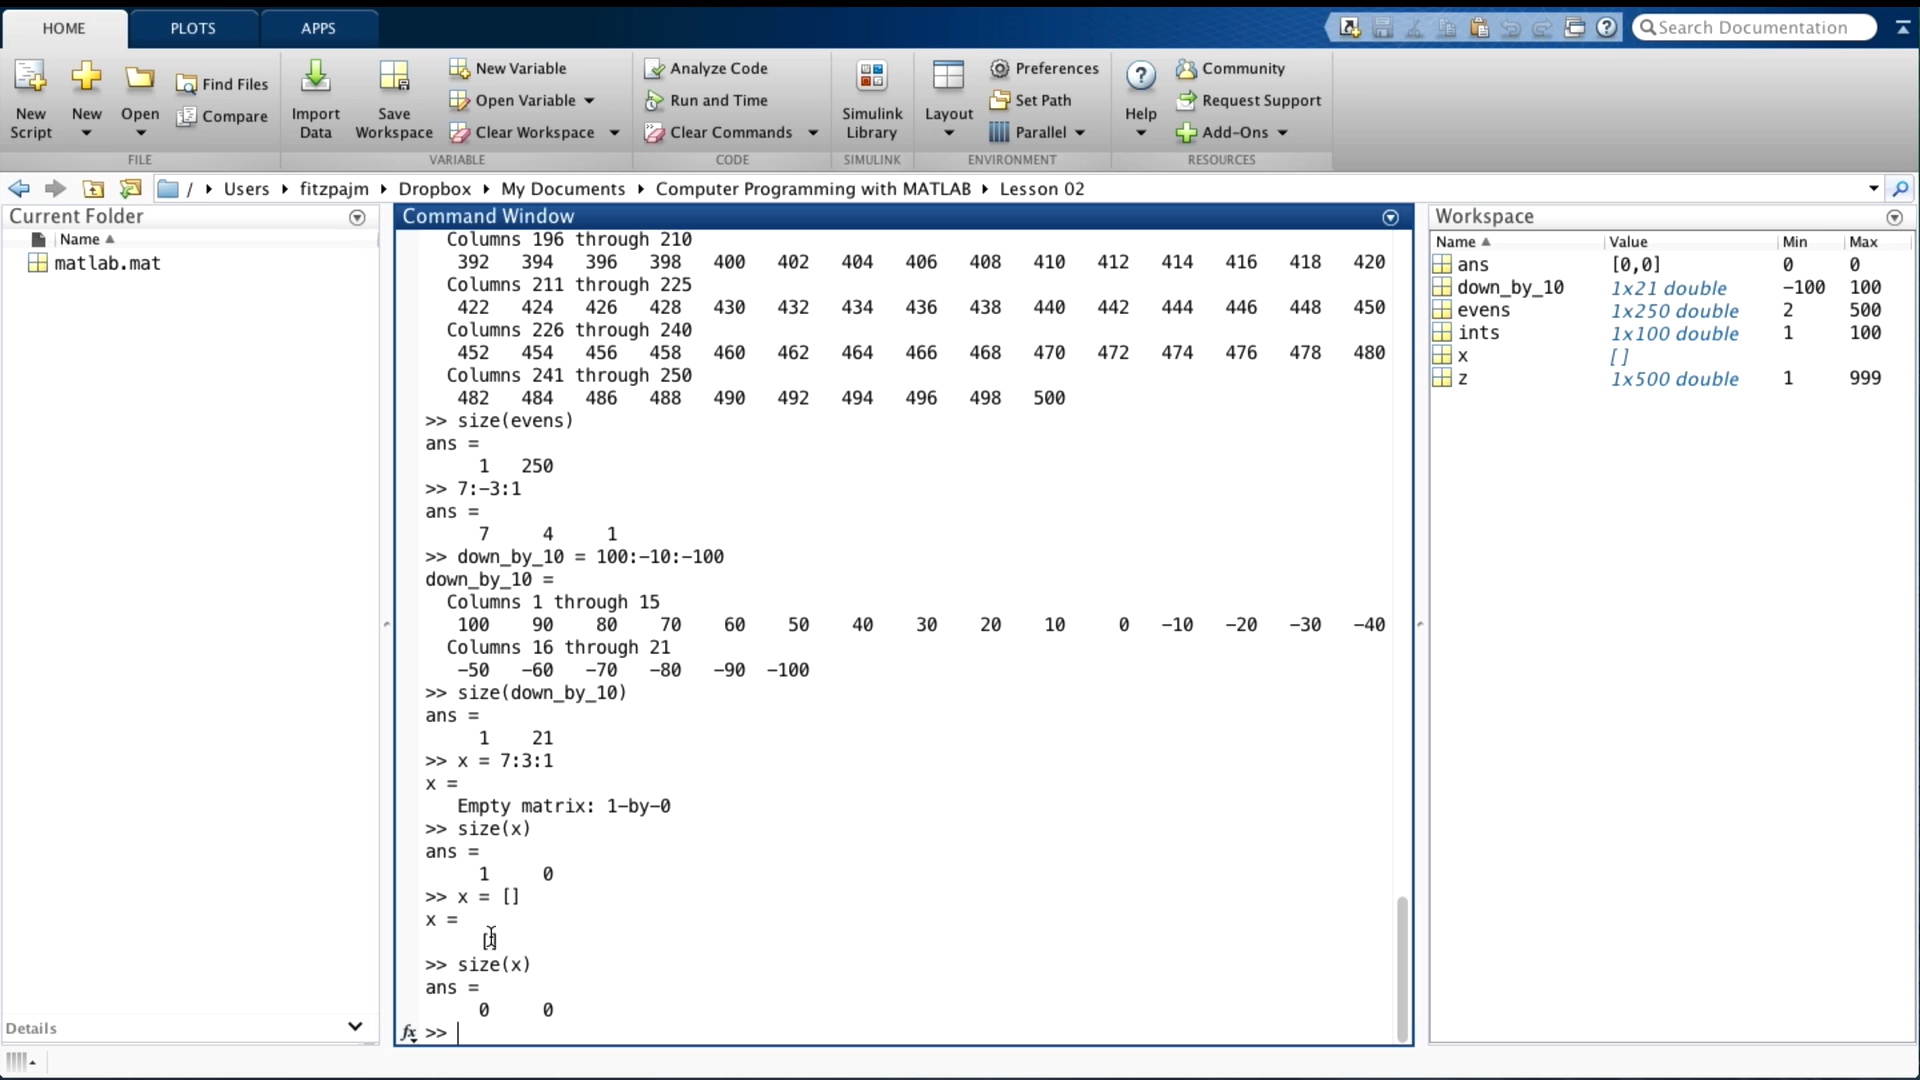 HOME PLOTS APPS
Search Documentation
New Script
New
Open
Find Files
Compare
FILE
Import Data
Save Workspace
New Variable
Open Variable
Clear Workspace
VARIABLE
Analyze Code
Run and Time
Clear Commands
CODE
Simulink Library
SIMULINK
Layout
Preferences
Set Path
Parallel
ENVIRONMENT
? Help
Community
Request Support
Add-Ons
RESOURCES
/ Users fitzpajm Dropbox My Documents Computer Programming with MATLAB Lesson 02
Current Folder
Name
matlab.mat
Details
Command Window
Columns 196 through 210
392 394 396 398 400 402 404 406 408 410 412 414 416 418 420
Columns 211 through 225
422 424 426 428 430 432 434 436 438 440 442 444 446 448 450
Columns 226 through 240
452 454 456 458 460 462 464 466 468 470 472 474 476 478 480
Columns 241 through 250
482 484 486 488 490 492 494 496 498 500
>> size(evens)
ans =
1 250
>> 7:-3:1
ans =
7 4 1
>> down_by_10 = 100:-10:-100
down_by_10 =
Columns 1 through 15
100 90 80 70 60 50 40 30 20 10 0 -10 -20 -30 -40
Columns 16 through 21
-50 -60 -70 -80 -90 -100
>> size(down_by_10)
ans =
1 21
>> x = 7:3:1
x =
Empty matrix: 1-by-0
>> size(x)
ans =
1 0
>> x = []
x =
[]
>> size(x)
ans =
0 0
fx >>
Workspace
Name Value Min Max
ans [0,0] 0 0
down_by_10 1x21 double -100 100
evens 1x250 double 2 500
ints 1x100 double 1 100
x []
z 1x500 double 1 999